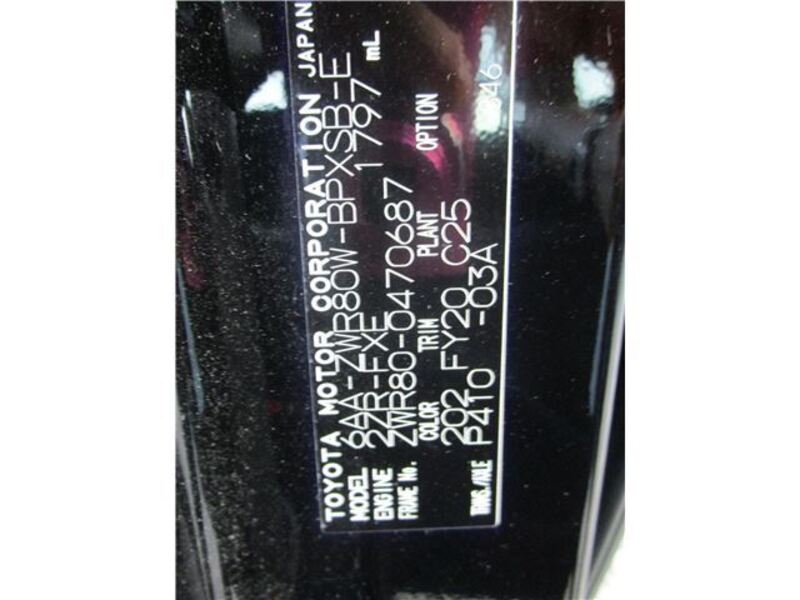 TOYOTA MOTOR CORPORATION JAPAN
MODEL 6AA-ZWR80W-BPXSB-E
ENGINE 2ZR-FXE 1797 mL
FRAME No. ZWR80-0470687
COLOR TRIM PLANT OPTION
202 FY20 C25
TRANS./AXLE P410 -03A 846